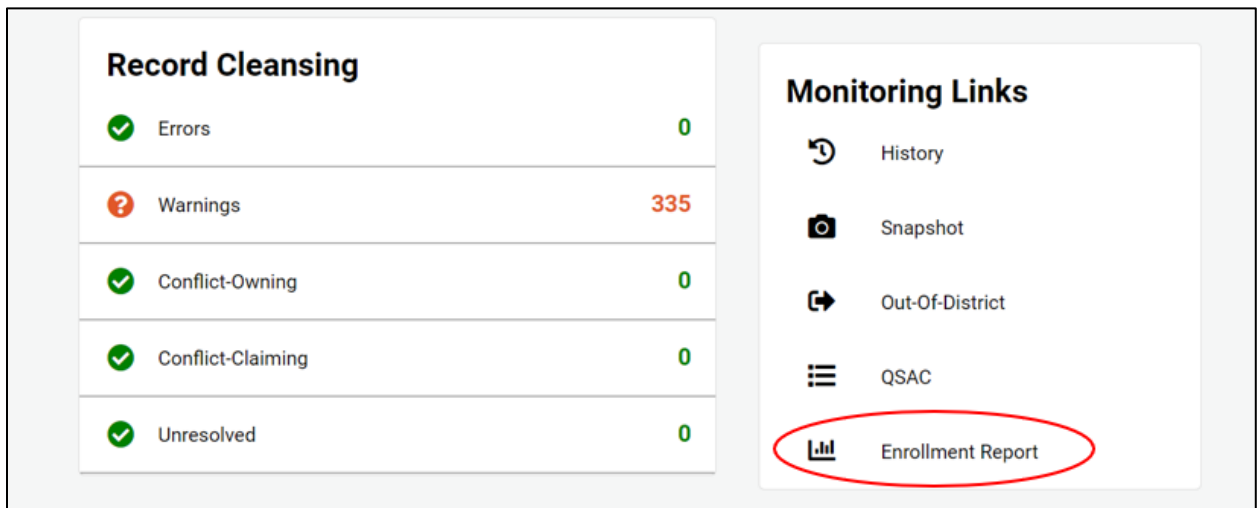 Record Cleansing
Errors 0
Warnings 335
Conflict-Owning 0
Conflict-Claiming 0
Unresolved 0
Monitoring Links
History
Snapshot
Out-Of-District
QSAC
Enrollment Report